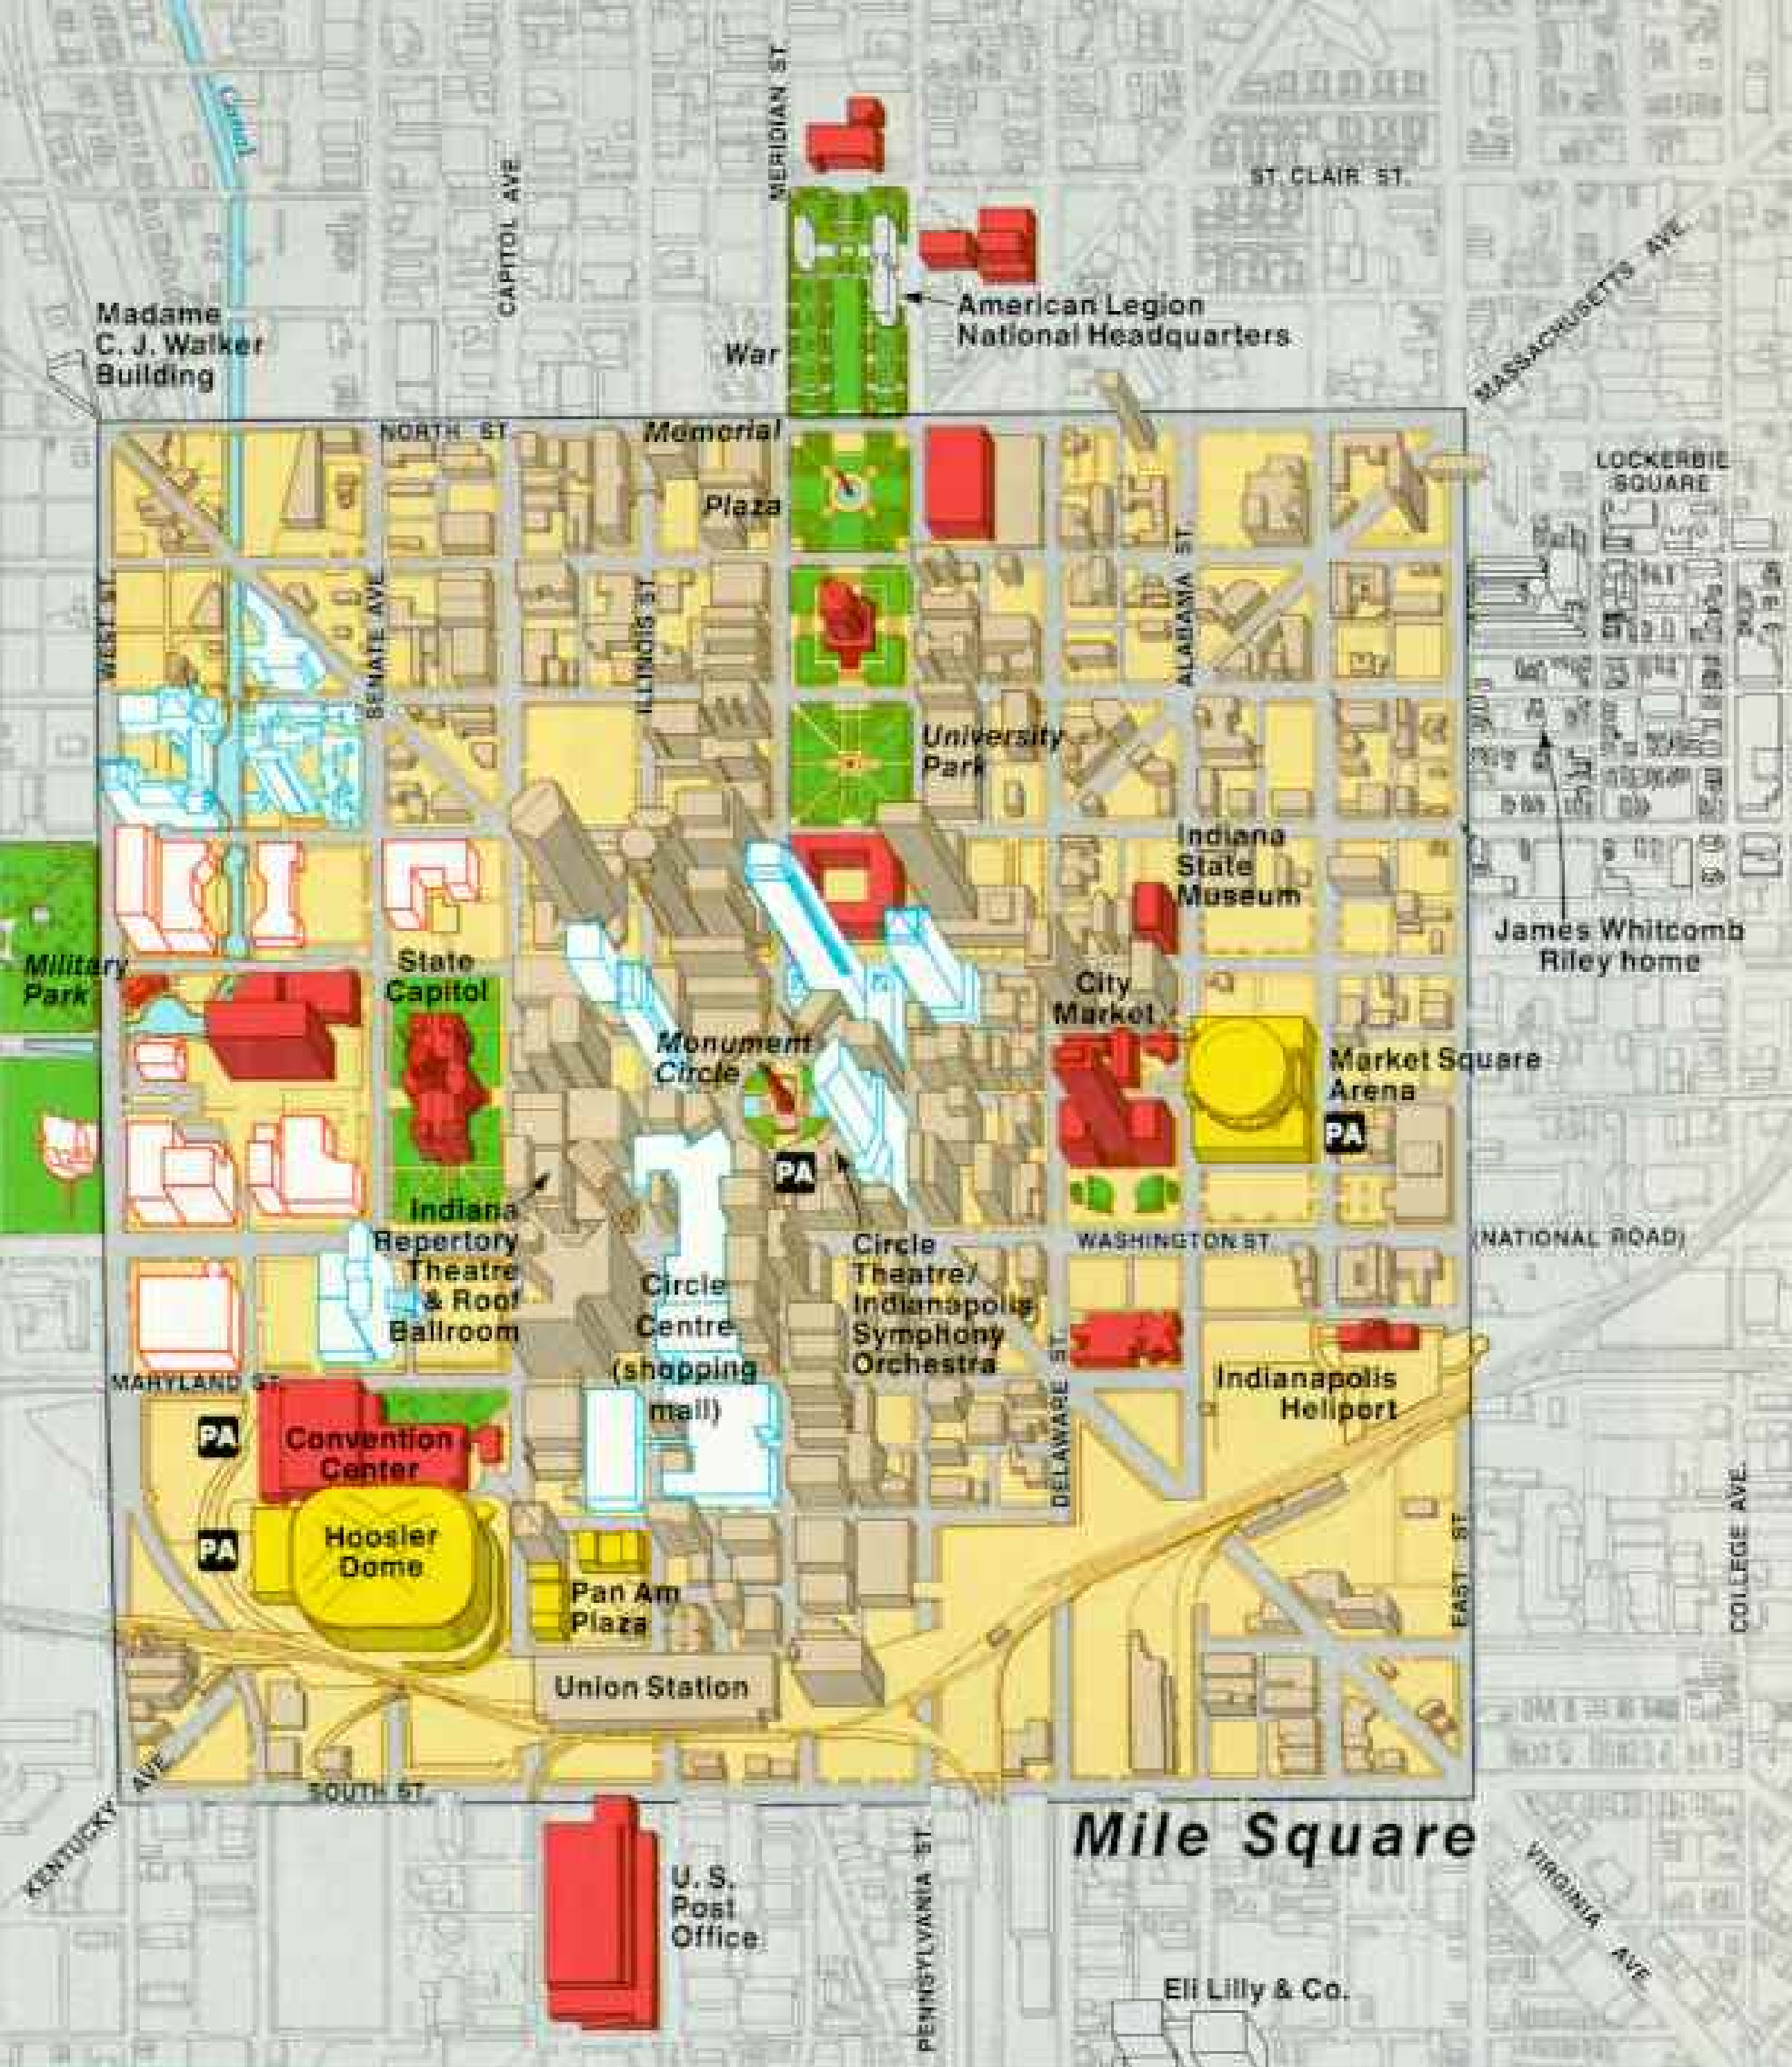 Canal
MERIDIAN ST.
CAPITOL AVE
ST. CLAIR ST.
MASSACHUSETTS AVE.
American Legion
National Headquarters
Madame
C. J. Walker
Building
War
Memorial
Plaza
NORTH ST
LOCKERBIE
SQUARE
WEST ST.
SENATE AVE.
ILLINOIS ST.
ALABAMA ST.
University
Park
Indiana
State
Museum
James Whitcomb
Riley home
Military
Park
State
Capitol
City
Market
Monument
Circle
Market Square
Arena
PA
PA
Indiana
Repertory
Theatre
& Roof
Ballroom
Circle
Centre
(shopping
mall)
Circle
Theatre/
Indianapolis
Symphony
Orchestra
WASHINGTON ST.
(NATIONAL ROAD)
MARYLAND ST.
DELAWARE ST.
Indianapolis
Heliport
PA
Convention
Center
PA
Hoosier
Dome
Pan Am
Plaza
EAST ST.
COLLEGE AVE.
Union Station
SOUTH ST.
KENTUCKY AVE
Mile Square
U. S.
Post
Office
PENNSYLVANIA ST.
VIRGINIA AVE
Eli Lilly & Co.